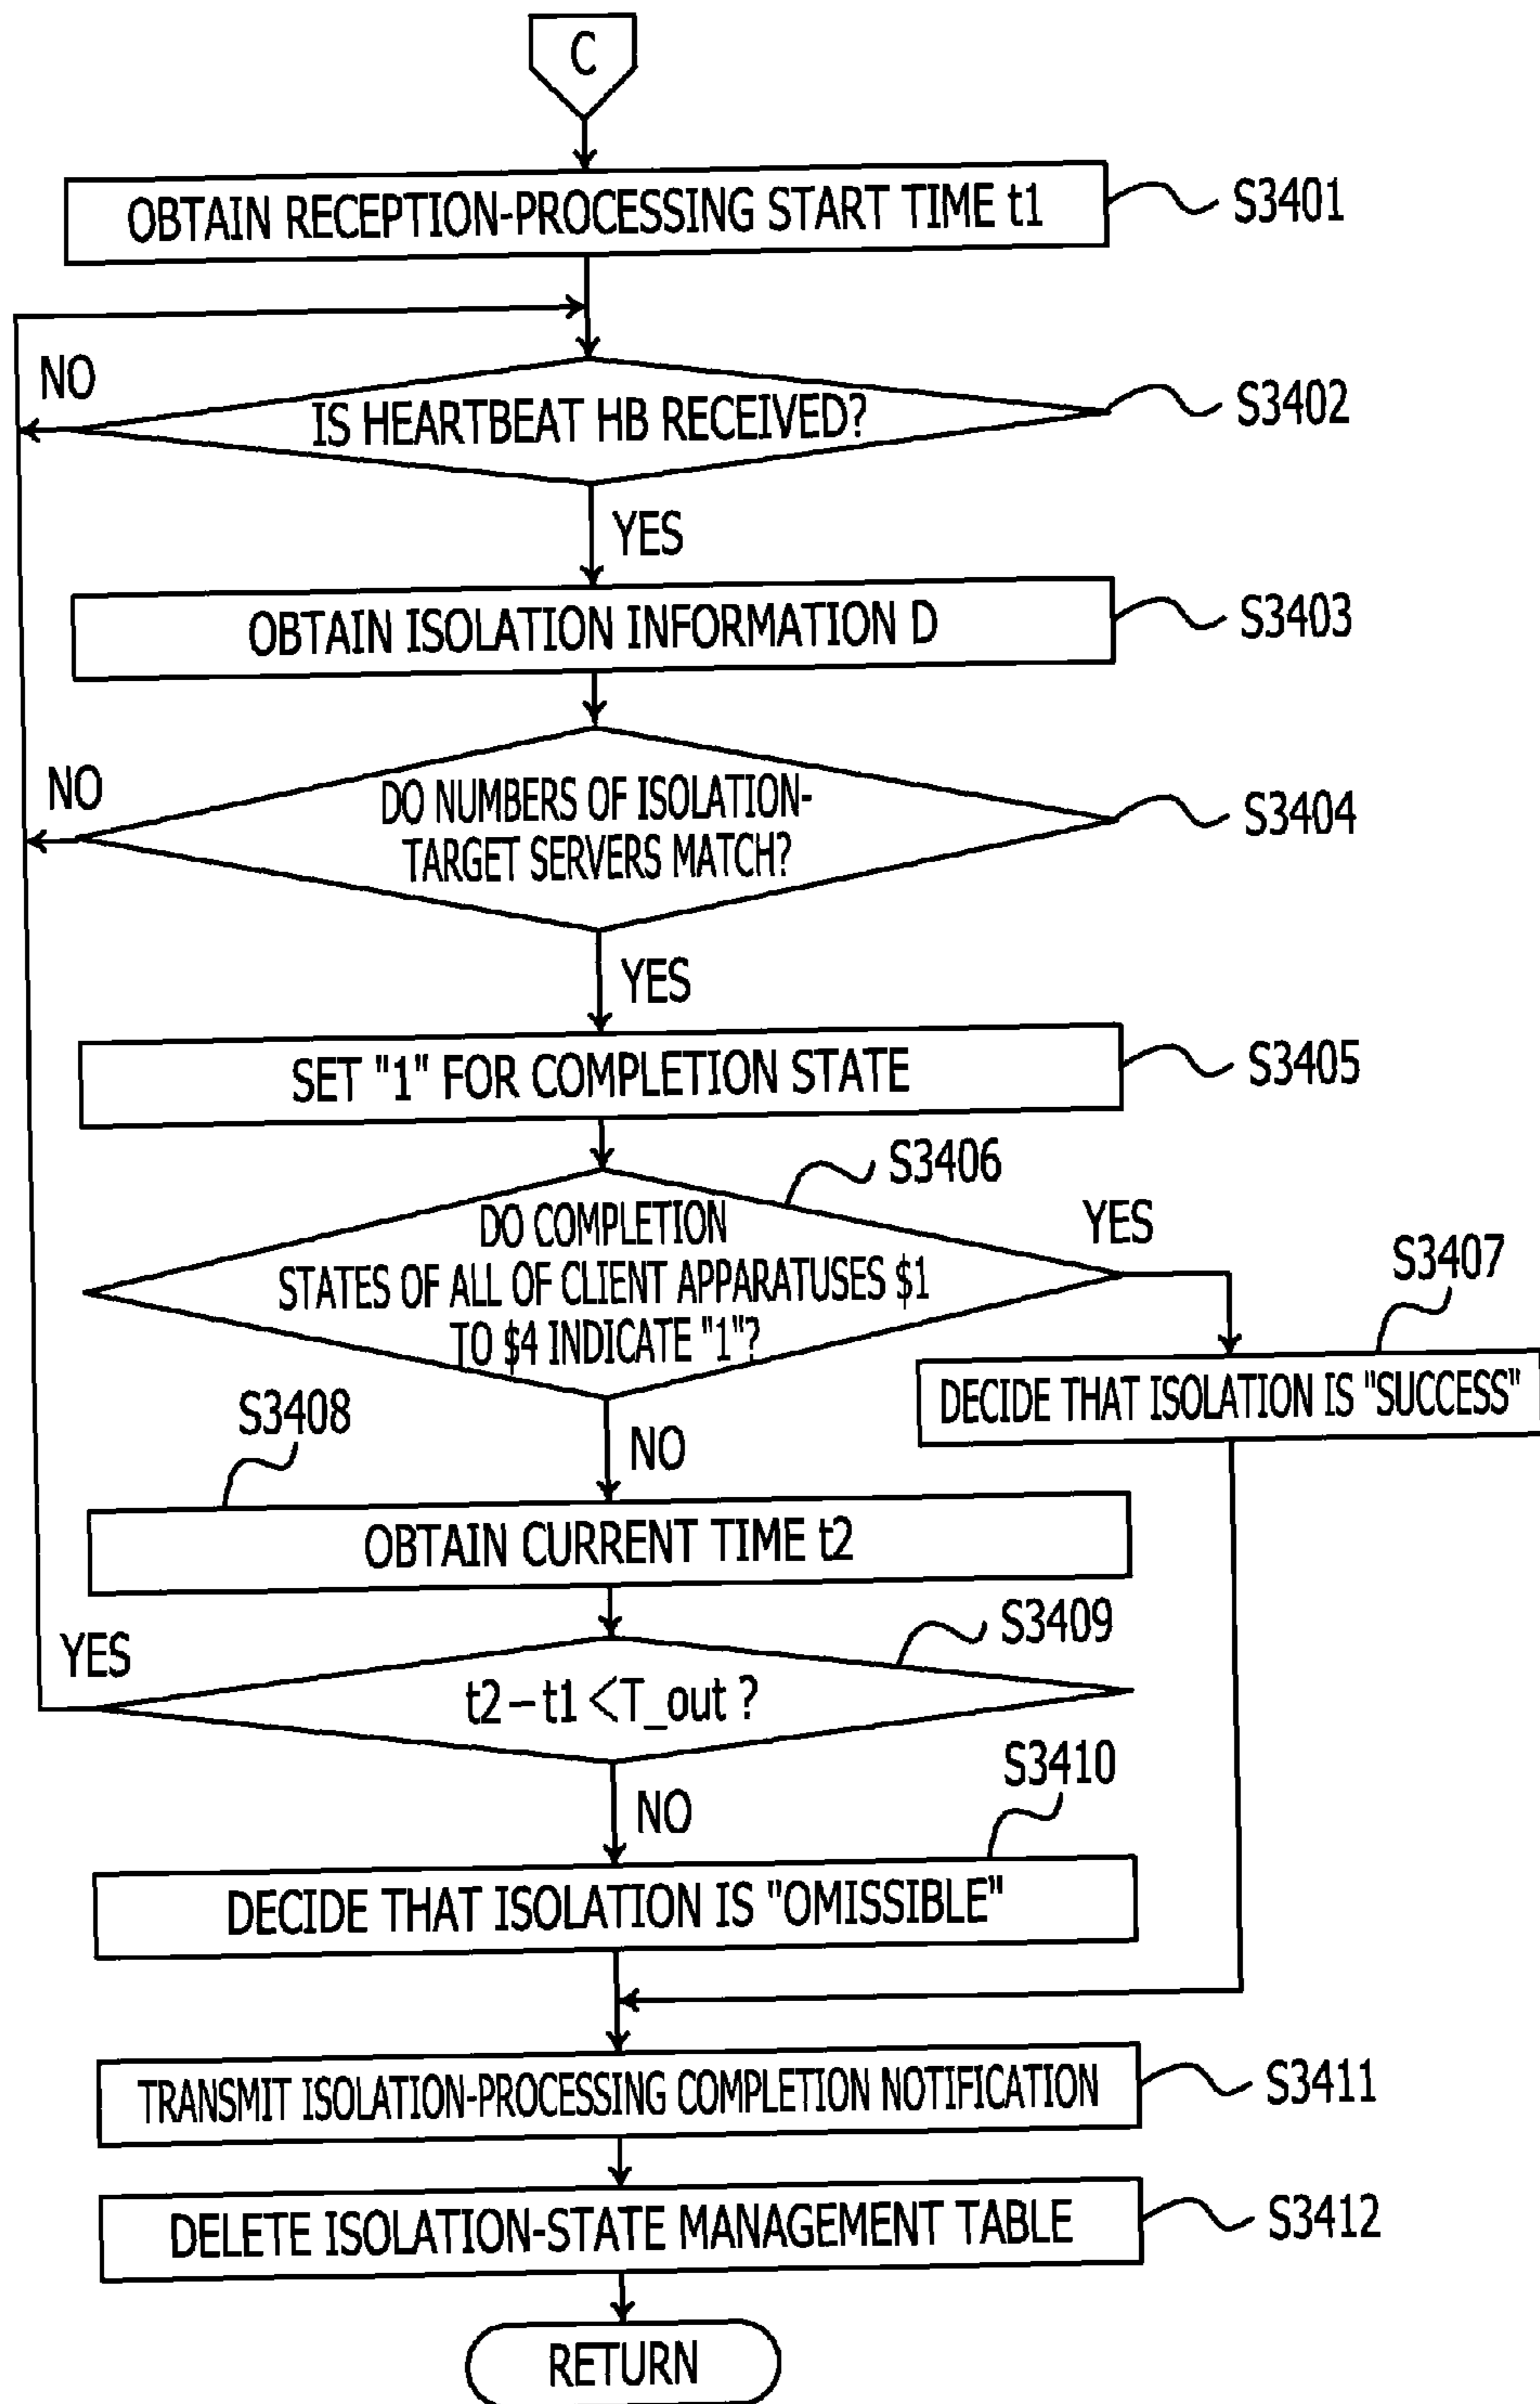 C
OBTAIN RECEPTION-PROCESSING START TIME t1
S3401
NO
IS HEARTBEAT HB RECEIVED?
S3402
YES
OBTAIN ISOLATION INFORMATION D
S3403
NO
DO NUMBERS OF ISOLATION-
TARGET SERVERS MATCH?
S3404
YES
SET "1" FOR COMPLETION STATE
S3405
S3406
DO COMPLETION
STATES OF ALL OF CLIENT APPARATUSES $1
TO $4 INDICATE "1"?
YES
S3407
DECIDE THAT ISOLATION IS "SUCCESS"
NO
S3408
OBTAIN CURRENT TIME t2
S3409
YES
t2−t1<T_out ?
NO
S3410
DECIDE THAT ISOLATION IS "OMISSIBLE"
TRANSMIT ISOLATION-PROCESSING COMPLETION NOTIFICATION
S3411
DELETE ISOLATION-STATE MANAGEMENT TABLE
S3412
RETURN